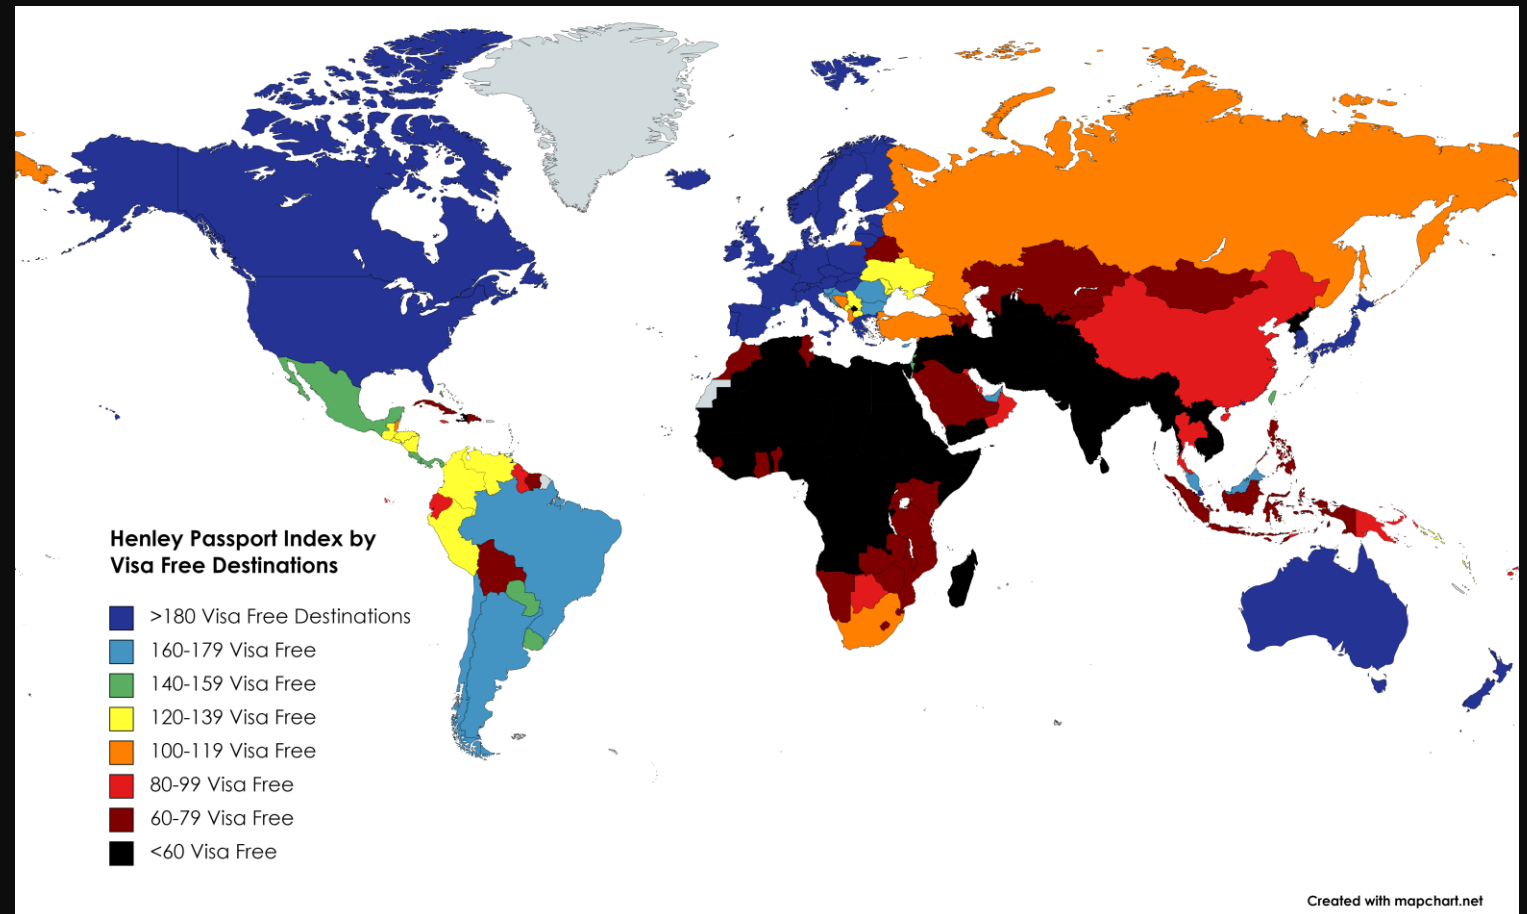 Henley Passport Index by
Visa Free Destinations
>180 Visa Free Destinations
160-179 Visa Free
140-159 Visa Free
120-139 Visa Free
100-119 Visa Free
80-99 Visa Free
60-79 Visa Free
<60 Visa Free
Created with mapchart.net